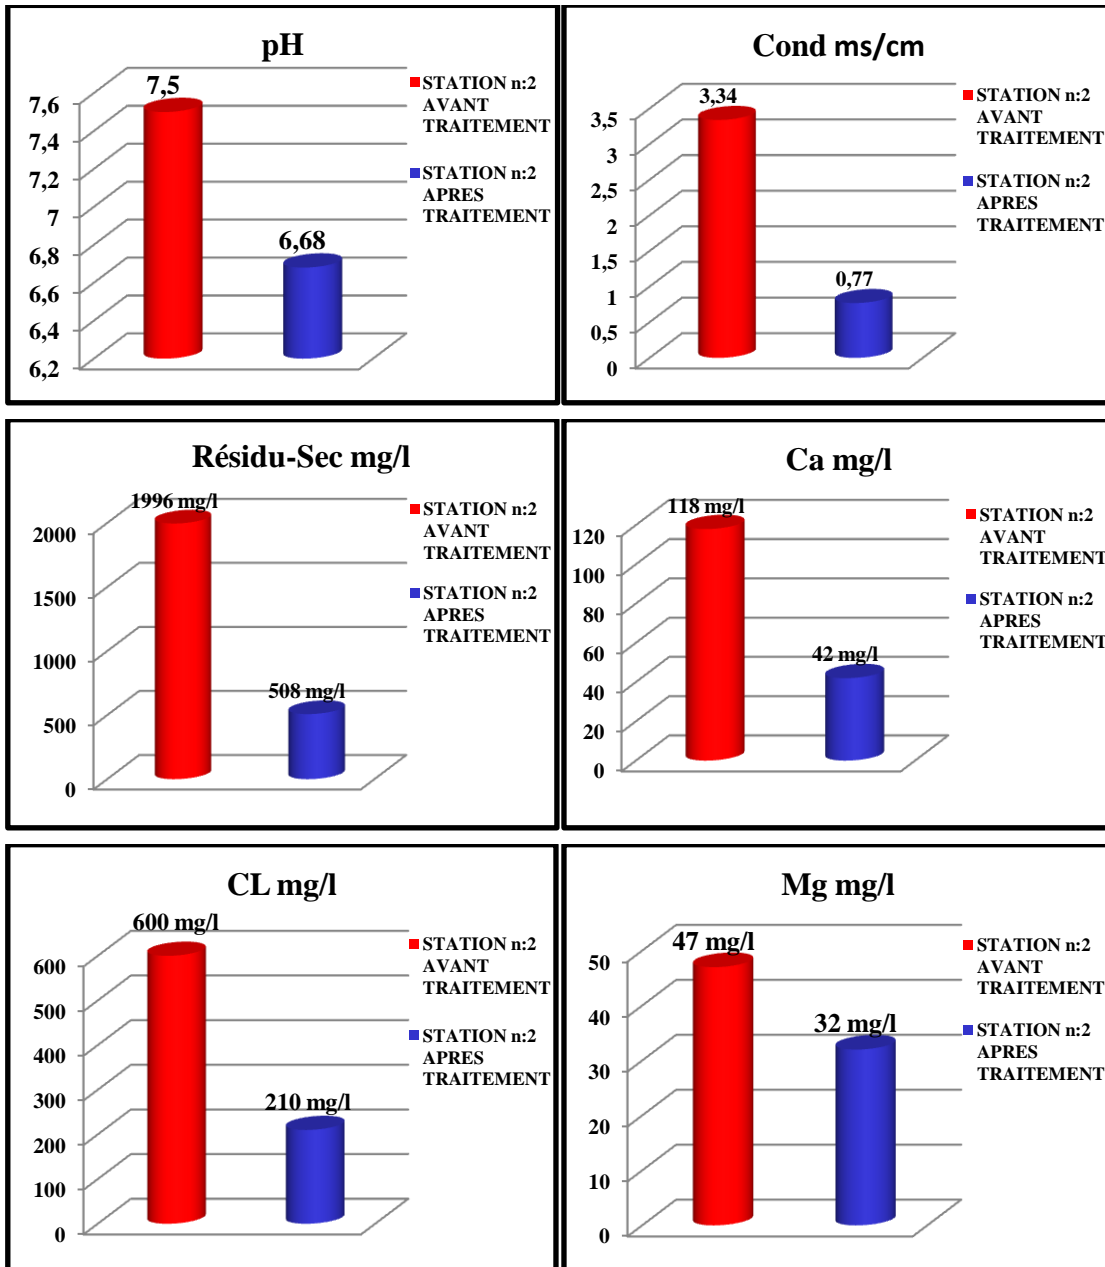 pH
7,5
7,6
7,4
7,2
7
6,8
6,6
6,4
6,2
6,68
STATION n:2
AVANT
TRAITEMENT
STATION n:2
APRES
TRAITEMENT
Cond ms/cm
3,34
3,5
3
2,5
2
1,5
1
0,5
0
0,77
STATION n:2
AVANT
TRAITEMENT
STATION n:2
APRES
TRAITEMENT
Résidu-Sec mg/l
1996 mg/l
2000
1500
1000
500
0
508 mg/l
STATION n:2
AVANT
TRAITEMENT
STATION n:2
APRES
TRAITEMENT
Ca mg/l
118 mg/l
120
100
80
60
40
20
0
42 mg/l
STATION n:2
AVANT
TRAITEMENT
STATION n:2
APRES
TRAITEMENT
CL mg/l
600 mg/l
600
500
400
300
200
100
0
210 mg/l
STATION n:2
AVANT
TRAITEMENT
STATION n:2
APRES
TRAITEMENT
Mg mg/l
47 mg/l
50
40
30
20
10
0
32 mg/l
STATION n:2
AVANT
TRAITEMENT
STATION n:2
APRES
TRAITEMENT